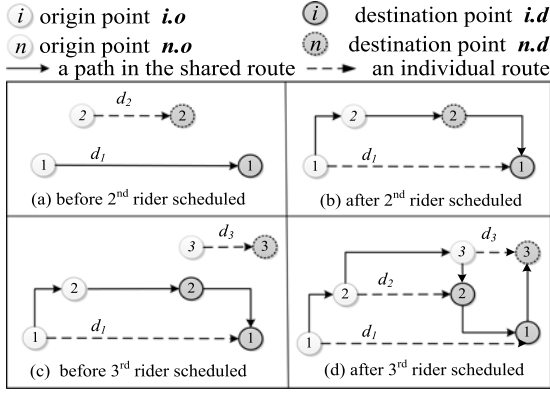 i origin point i.o i destination point i.d
n origin point n.o n destination point n.d
a path in the shared route an individual route
d2
2 2
d1
1 1
(a) before 2nd rider scheduled
2 2
d1
1 1
(b) after 2nd rider scheduled
d3
3 3
2 2
d1
1 1
(c) before 3rd rider scheduled
d3
3 3
d2
2 2
d1
1 1
(d) after 3rd rider scheduled